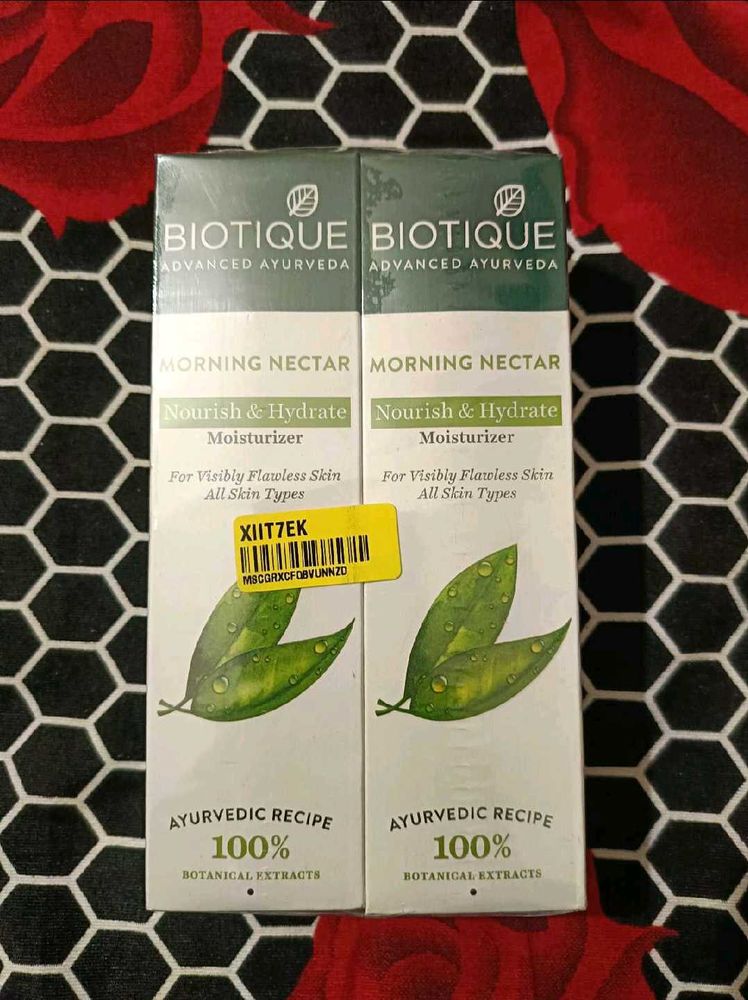 BIOTIQUE
ADVANCED AYURVEDA
MORNING NECTAR
Nourish & Hydrate
Moisturizer
For Visibly Flawless Skin
All Skin Types
XIIT7EK
MSCGRXCFQBVUNNZD
AYURVEDIC RECIPE
100%
BOTANICAL EXTRACTS
BIOTIQUE
ADVANCED AYURVEDA
MORNING NECTAR
Nourish & Hydrate
Moisturizer
For Visibly Flawless Skin
All Skin Types
AYURVEDIC RECIPE
100%
BOTANICAL EXTRACTS